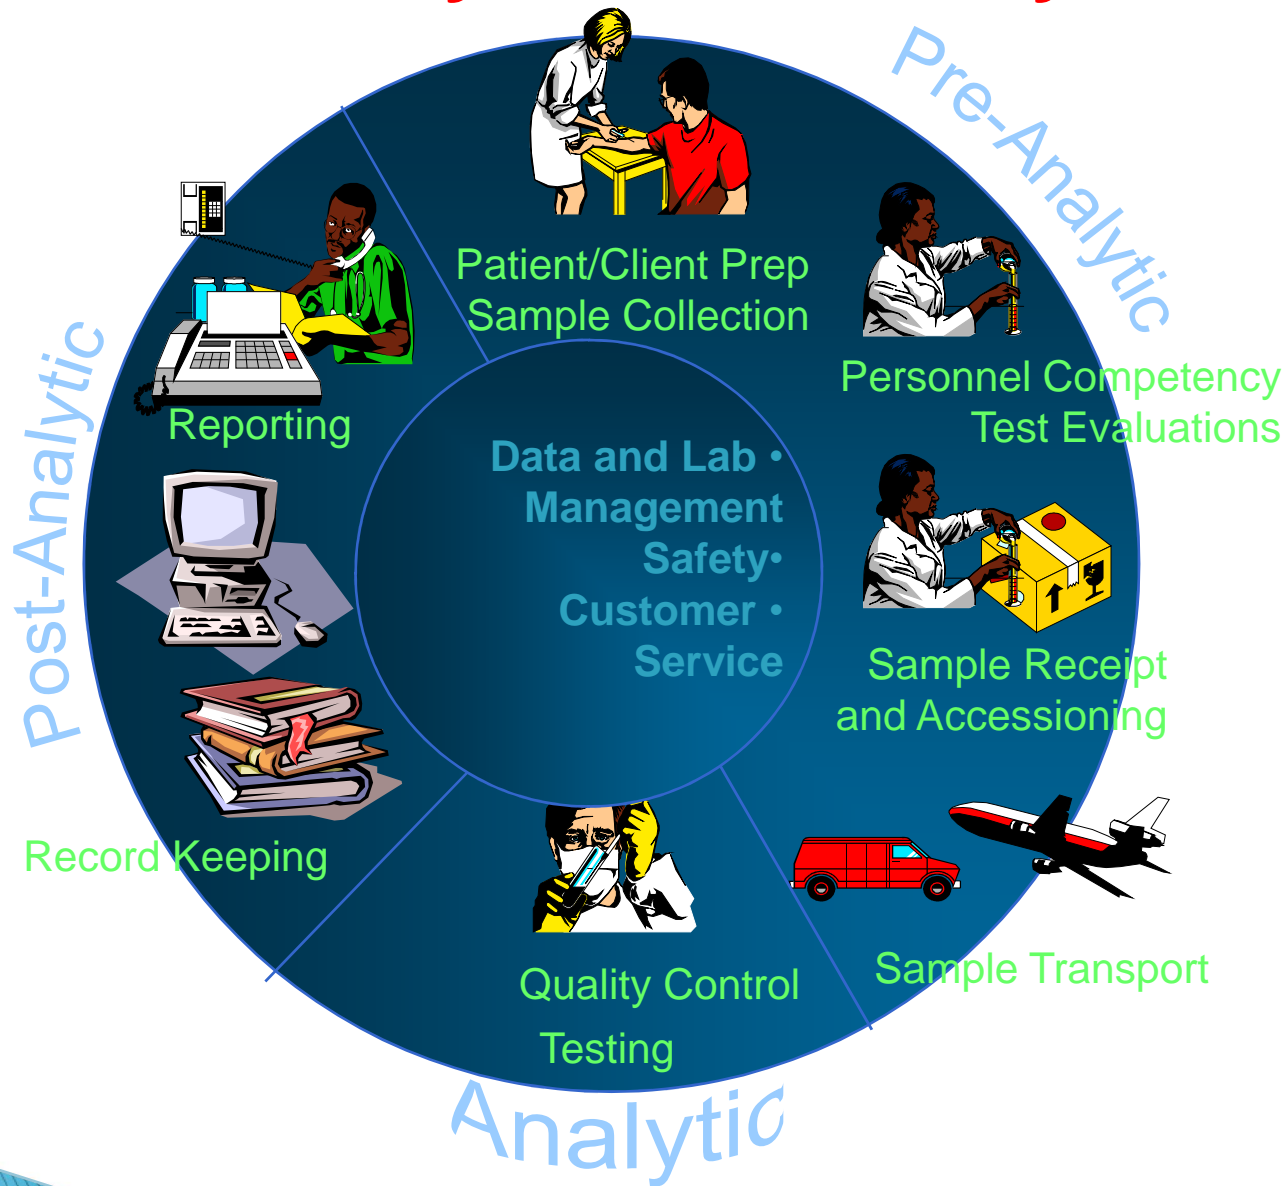 Pre-Analytic
Patient/Client Prep
Sample Collection
Personnel Competency
Test Evaluations
Sample Receipt
and Accessioning
Sample Transport
Analytic
Quality Control
Testing
Post-Analytic
Reporting
Record Keeping
Data and Lab •
Management
Safety•
Customer •
Service